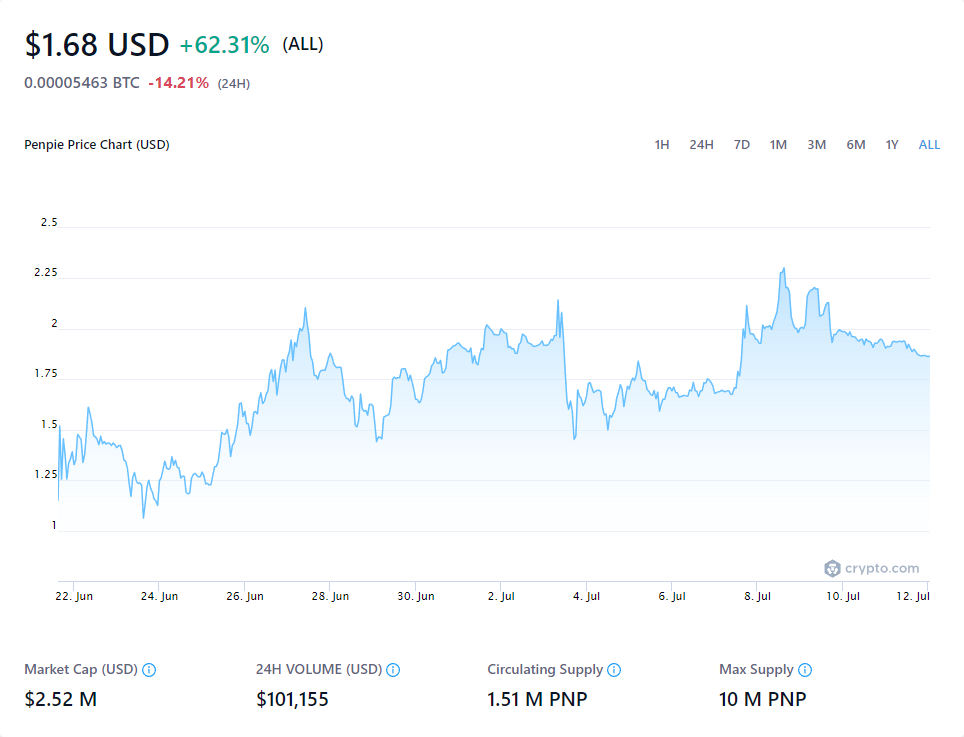 $1.68 USD +62.31% (ALL)
0.00005463 BTC -14.21% (24H)
Penpie Price Chart (USD) 1H 24H 7D 1M 3M 6M 1Y ALL
2.5
2.25
2
1.75
1.5
1.25
1
crypto.com
22. Jun 24. Jun 26. Jun 28. Jun 30. Jun 2. Jul 4. Jul 6. Jul 8. Jul 10. Jul 12. Jul
Market Cap (USD) 24H VOLUME (USD) Circulating Supply Max Supply
$2.52 M $101,155 1.51 M PNP 10 M PNP